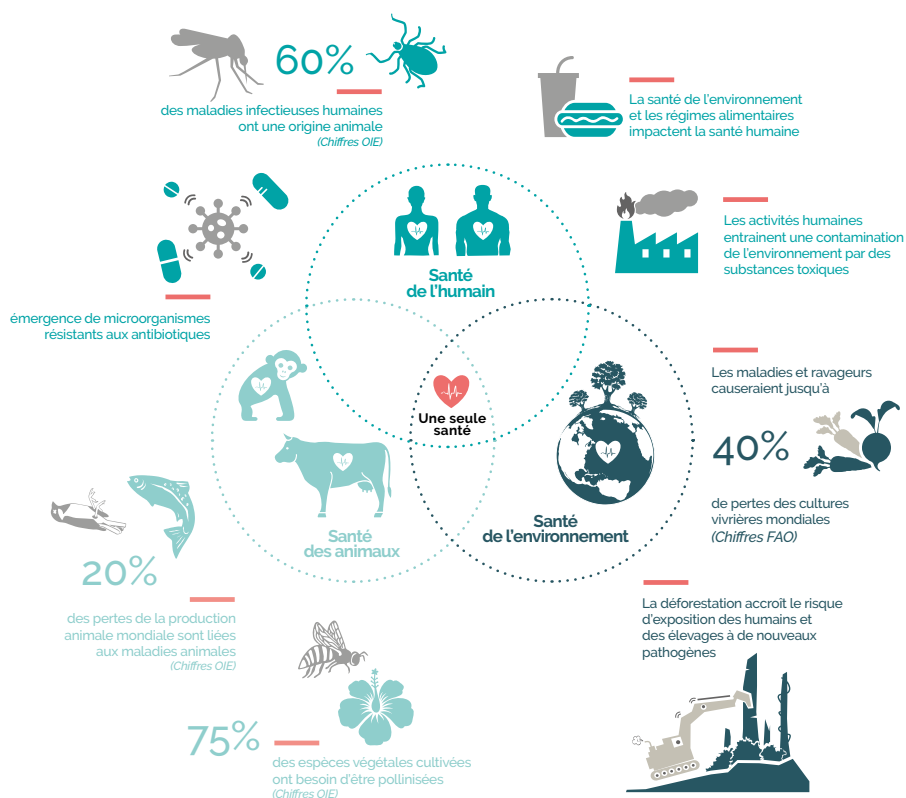 60%
des maladies infectieuses humaines
ont une origine animale
(Chiffres OIE)
La santé de l'environnement
et les régimes alimentaires
impactent la santé humaine
émergence de microorganismes
résistants aux antibiotiques
Santé
de l'humain
Les activités humaines
entrainent une contamination
de l'environnement par des
substances toxiques
Une seule
santé
Santé
des animaux
Santé
de l'environnement
Les maladies et ravageurs
causeraient jusqu'à
40%
de pertes des cultures
vivrières mondiales
(Chiffres FAO)
20%
des pertes de la production
animale mondiale sont liées
aux maladies animales
(Chiffres OIE)
La déforestation accroît le risque
d'exposition des humains et
des élevages à de nouveaux
pathogènes
75%
des espèces végétales cultivées
ont besoin d'être pollinisées
(Chiffres OIE)